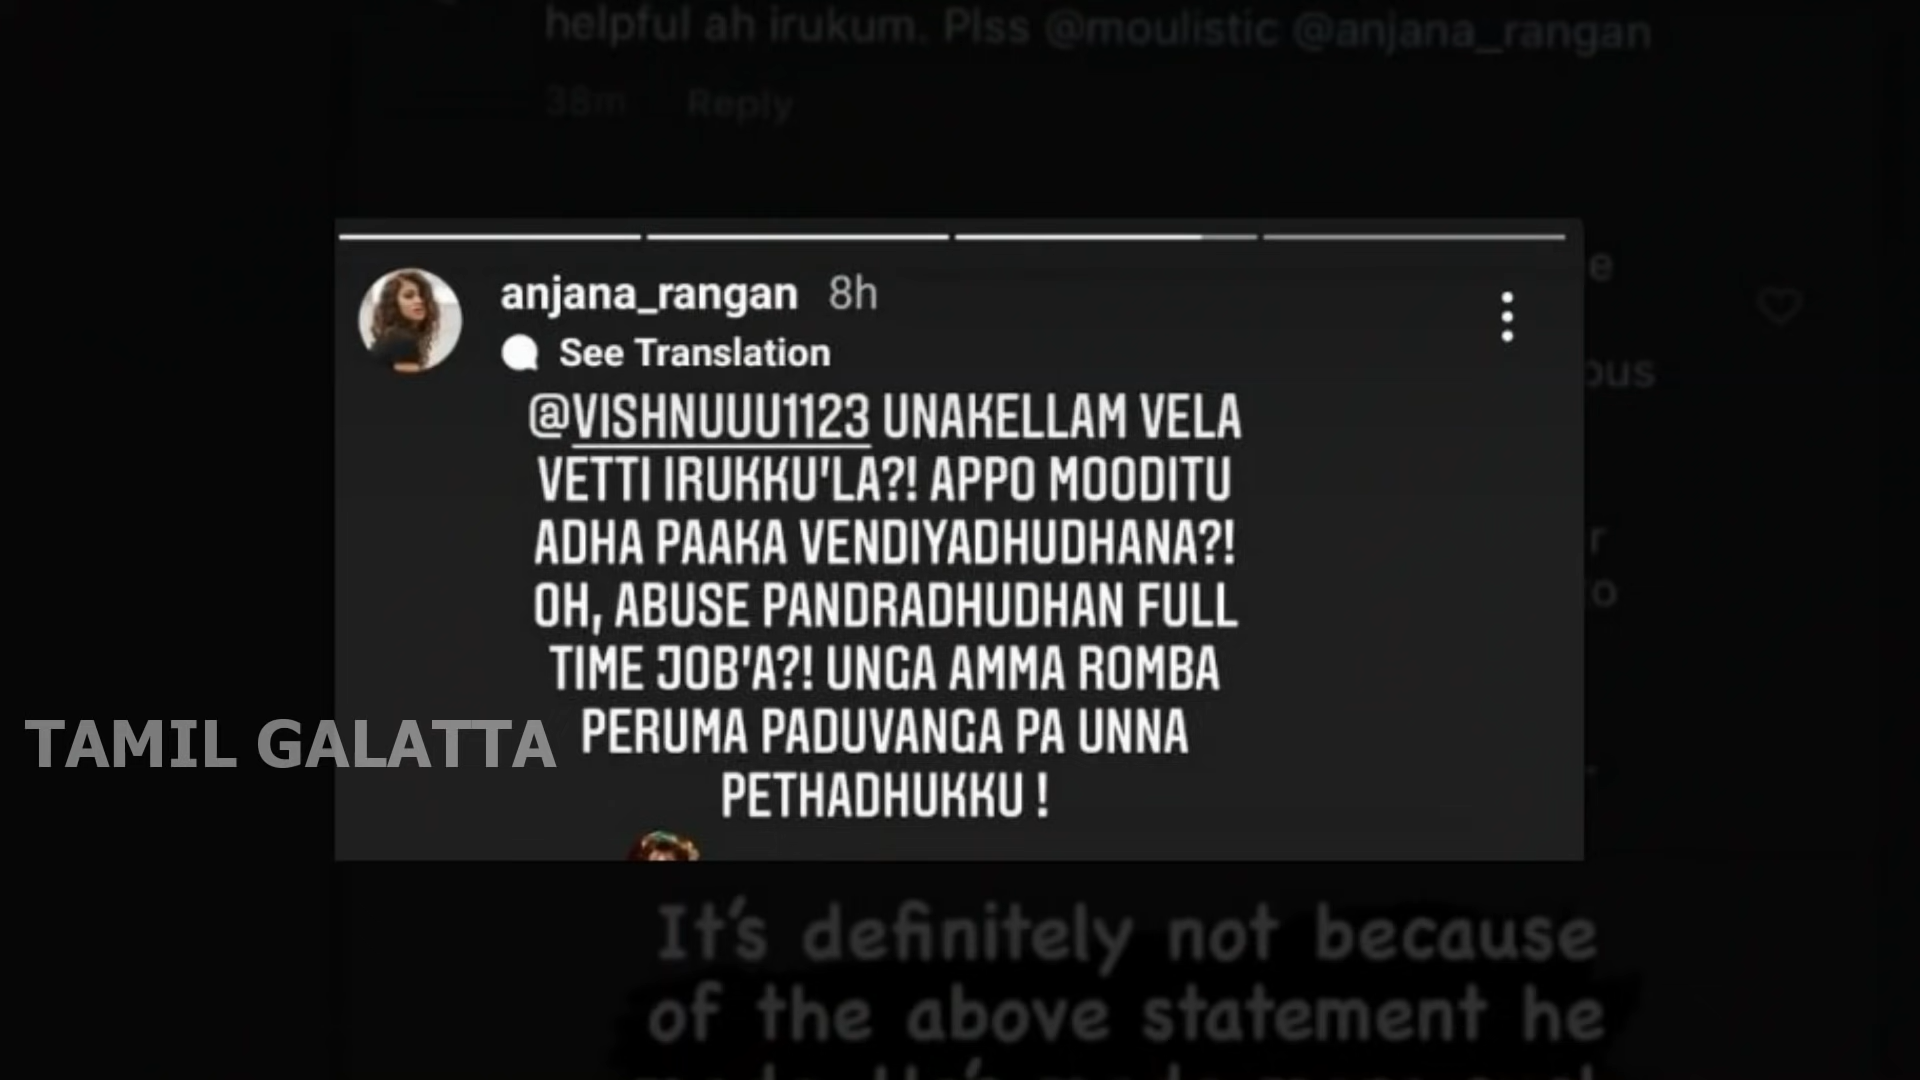 helpful ah irukum. Plss @moulistic @anjana_rangan
38m Reply
anjana_rangan 8h
See Translation
@VISHNUUU1123 UNAKELLAM VELA
VETTI IRUKKU'LA?! APPO MOODITU
ADHA PAAKA VENDIYADHUDHANA?!
OH, ABUSE PANDRADHUDHAN FULL
TIME JOB'A?! UNGA AMMA ROMBA
PERUMA PADUVANGA PA UNNA
PETHADHUKKU !
TAMIL GALATTA
It's definitely not because
of the above statement he